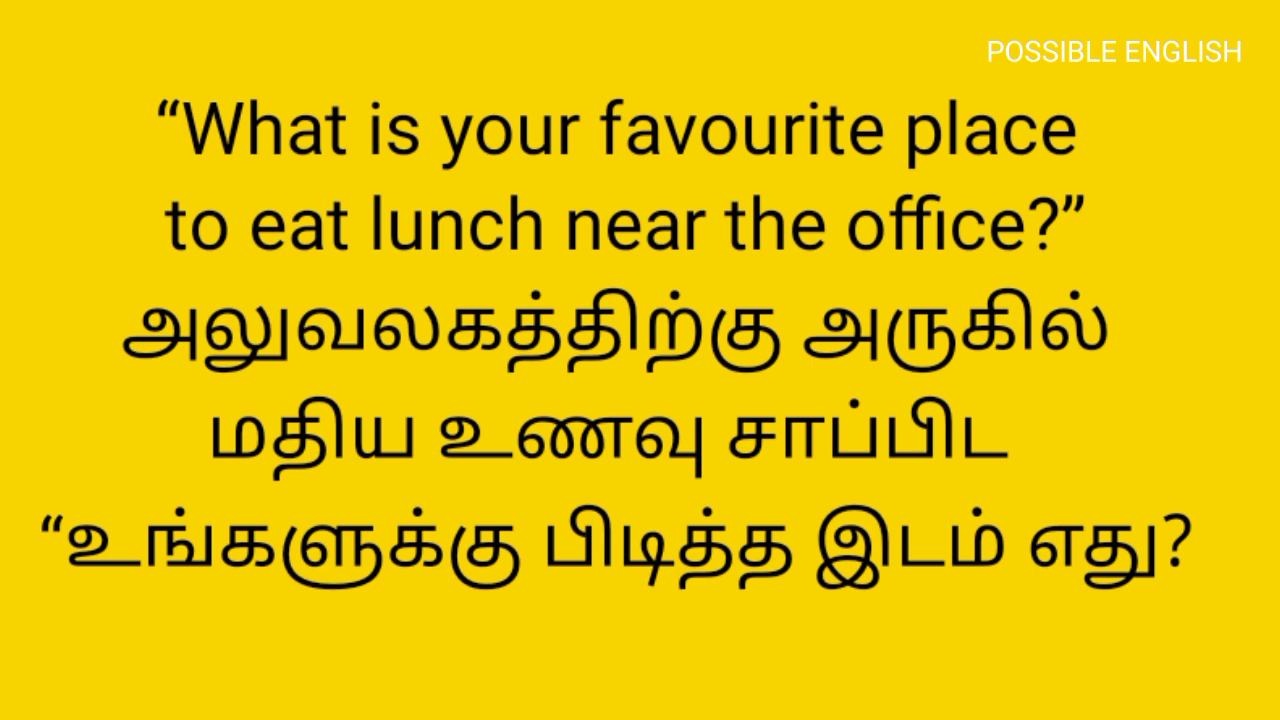 POSSIBLE ENGLISH
“What is your favourite place
to eat lunch near the office?”
அலுவலகத்திற்கு அருகில்
மதிய உணவு சாப்பிட
“உங்களுக்கு பிடித்த இடம் எது?